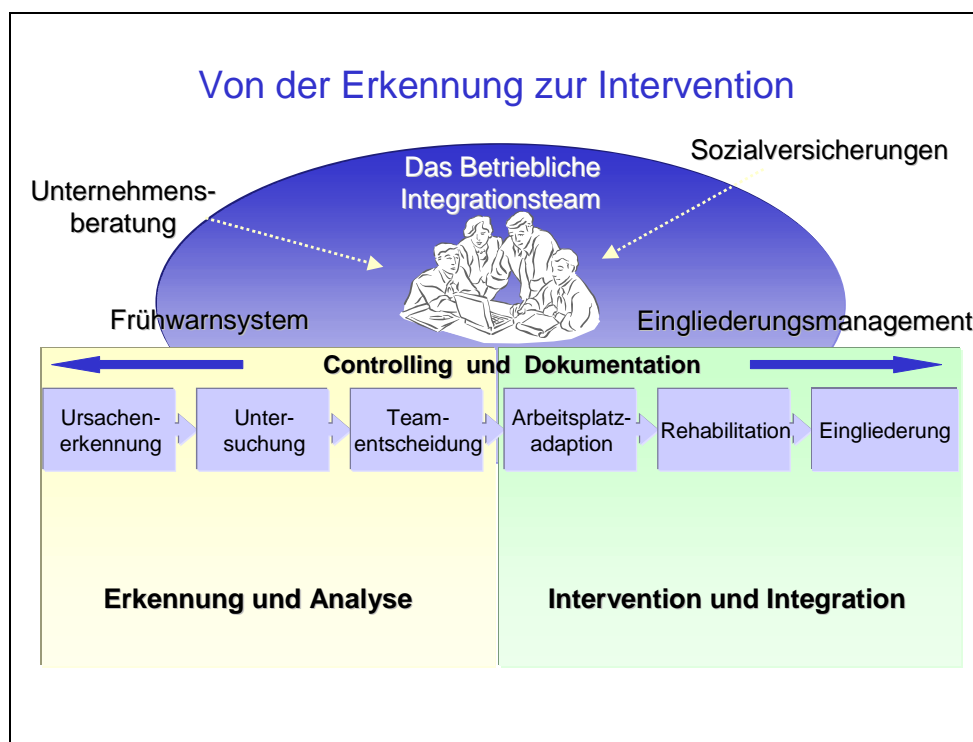 Von der Erkennung zur Intervention
Das Betriebliche
Integrationsteam
Sozialversicherungen
Unternehmens-
beratung
Frühwarnsystem
Eingliederungsmanagement
Controlling und Dokumentation
Ursachen-
erkennung
Unter-
suchung
Team-
entscheidung
Arbeitsplatz-
adaption
Rehabilitation
Eingliederung
Erkennung und Analyse
Intervention und Integration